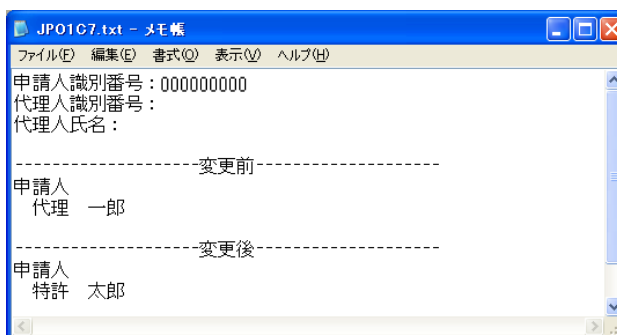 JPO1C7.txt - メモ帳
ファイル(F) 編集(E) 書式(O) 表示(V) ヘルプ(H)
申請人識別番号：000000000
代理人識別番号：
代理人氏名：
-------------------変更前-------------------
申請人
　代理　一郎
-------------------変更後-------------------
申請人
　特許　太郎